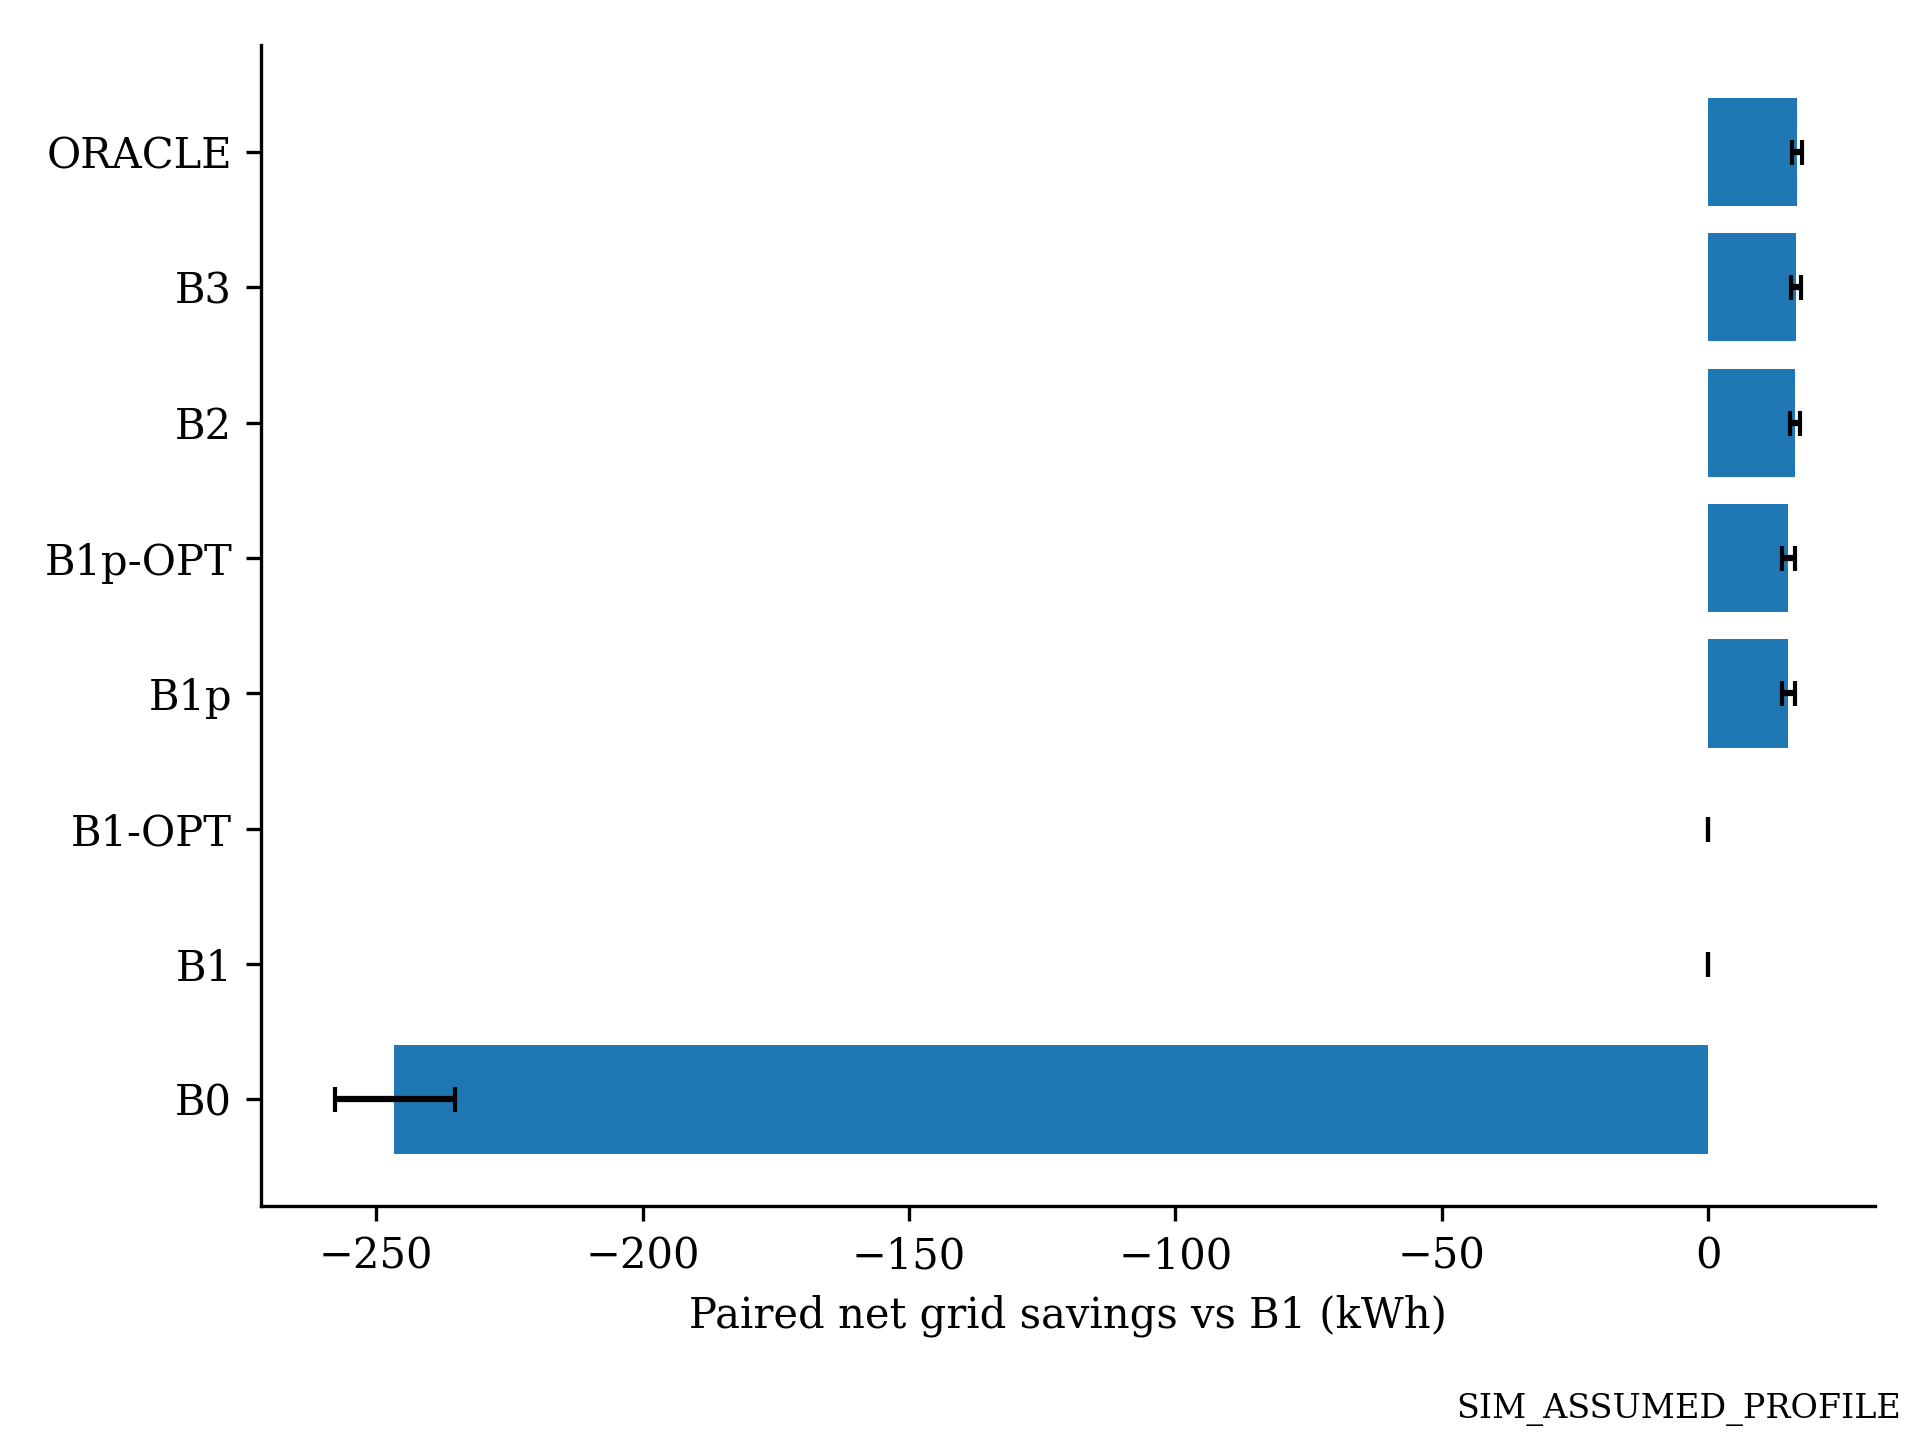 ORACLE
B3
B2
B1p-OPT
B1p
B1-OPT
B1
B0
−250 −200 −150 −100 −50 0
Paired net grid savings vs B1 (kWh)
SIM_ASSUMED_PROFILE